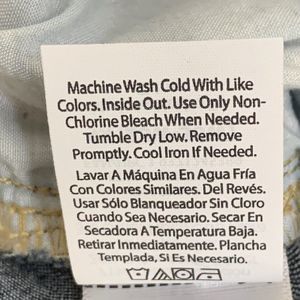 Machine Wash Cold With Like
Colors. Inside Out. Use Only Non-
Chlorine Bleach When Needed.
Tumble Dry Low. Remove
Promptly. Cool Iron If Needed.
Lavar A Máquina En Agua Fría
Con Colores Similares. Del Revés.
Usar Sólo Blanqueador Sin Cloro
Cuando Sea Necesario. Secar En
Secadora A Temperatura Baja.
Retirar Inmediatamente. Plancha
Templada, Si Es Necesario.